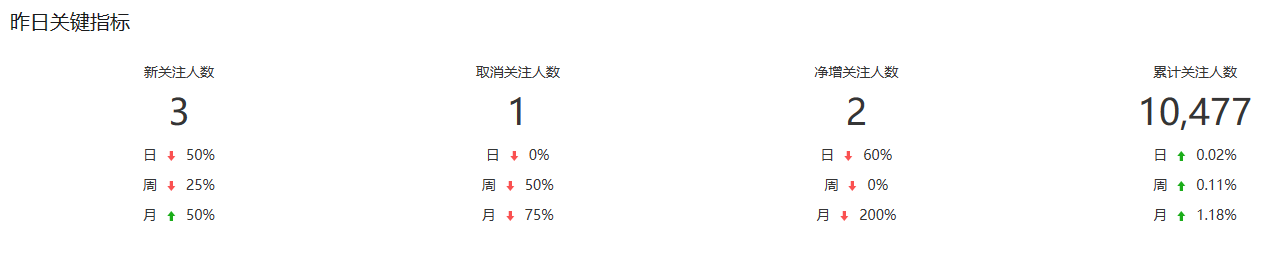 昨日关键指标
新关注人数 取消关注人数 净增关注人数 累计关注人数
3 1 2 10,477
日 50% 日 0% 日 60% 日 0.02%
周 25% 周 50% 周 0% 周 0.11%
月 50% 月 75% 月 200% 月 1.18%